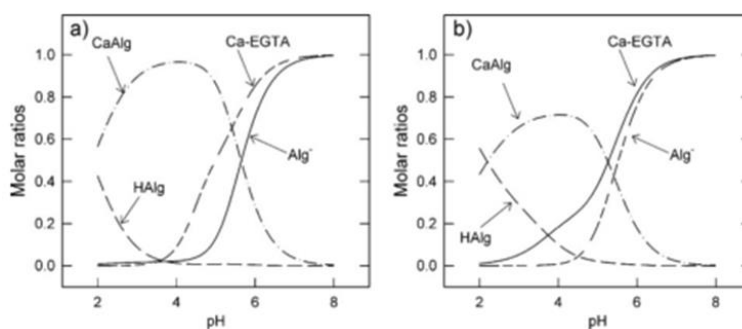 a)
CaAlg
Ca-EGTA
HAlg
Alg⁻
Molar ratios
1.0
0.8
0.6
0.4
0.2
0.0
2
4
6
8
pH
b)
Ca-EGTA
CaAlg
Alg⁻
HAlg
Molar ratios
1.0
0.8
0.6
0.4
0.2
0.0
2
4
6
8
pH